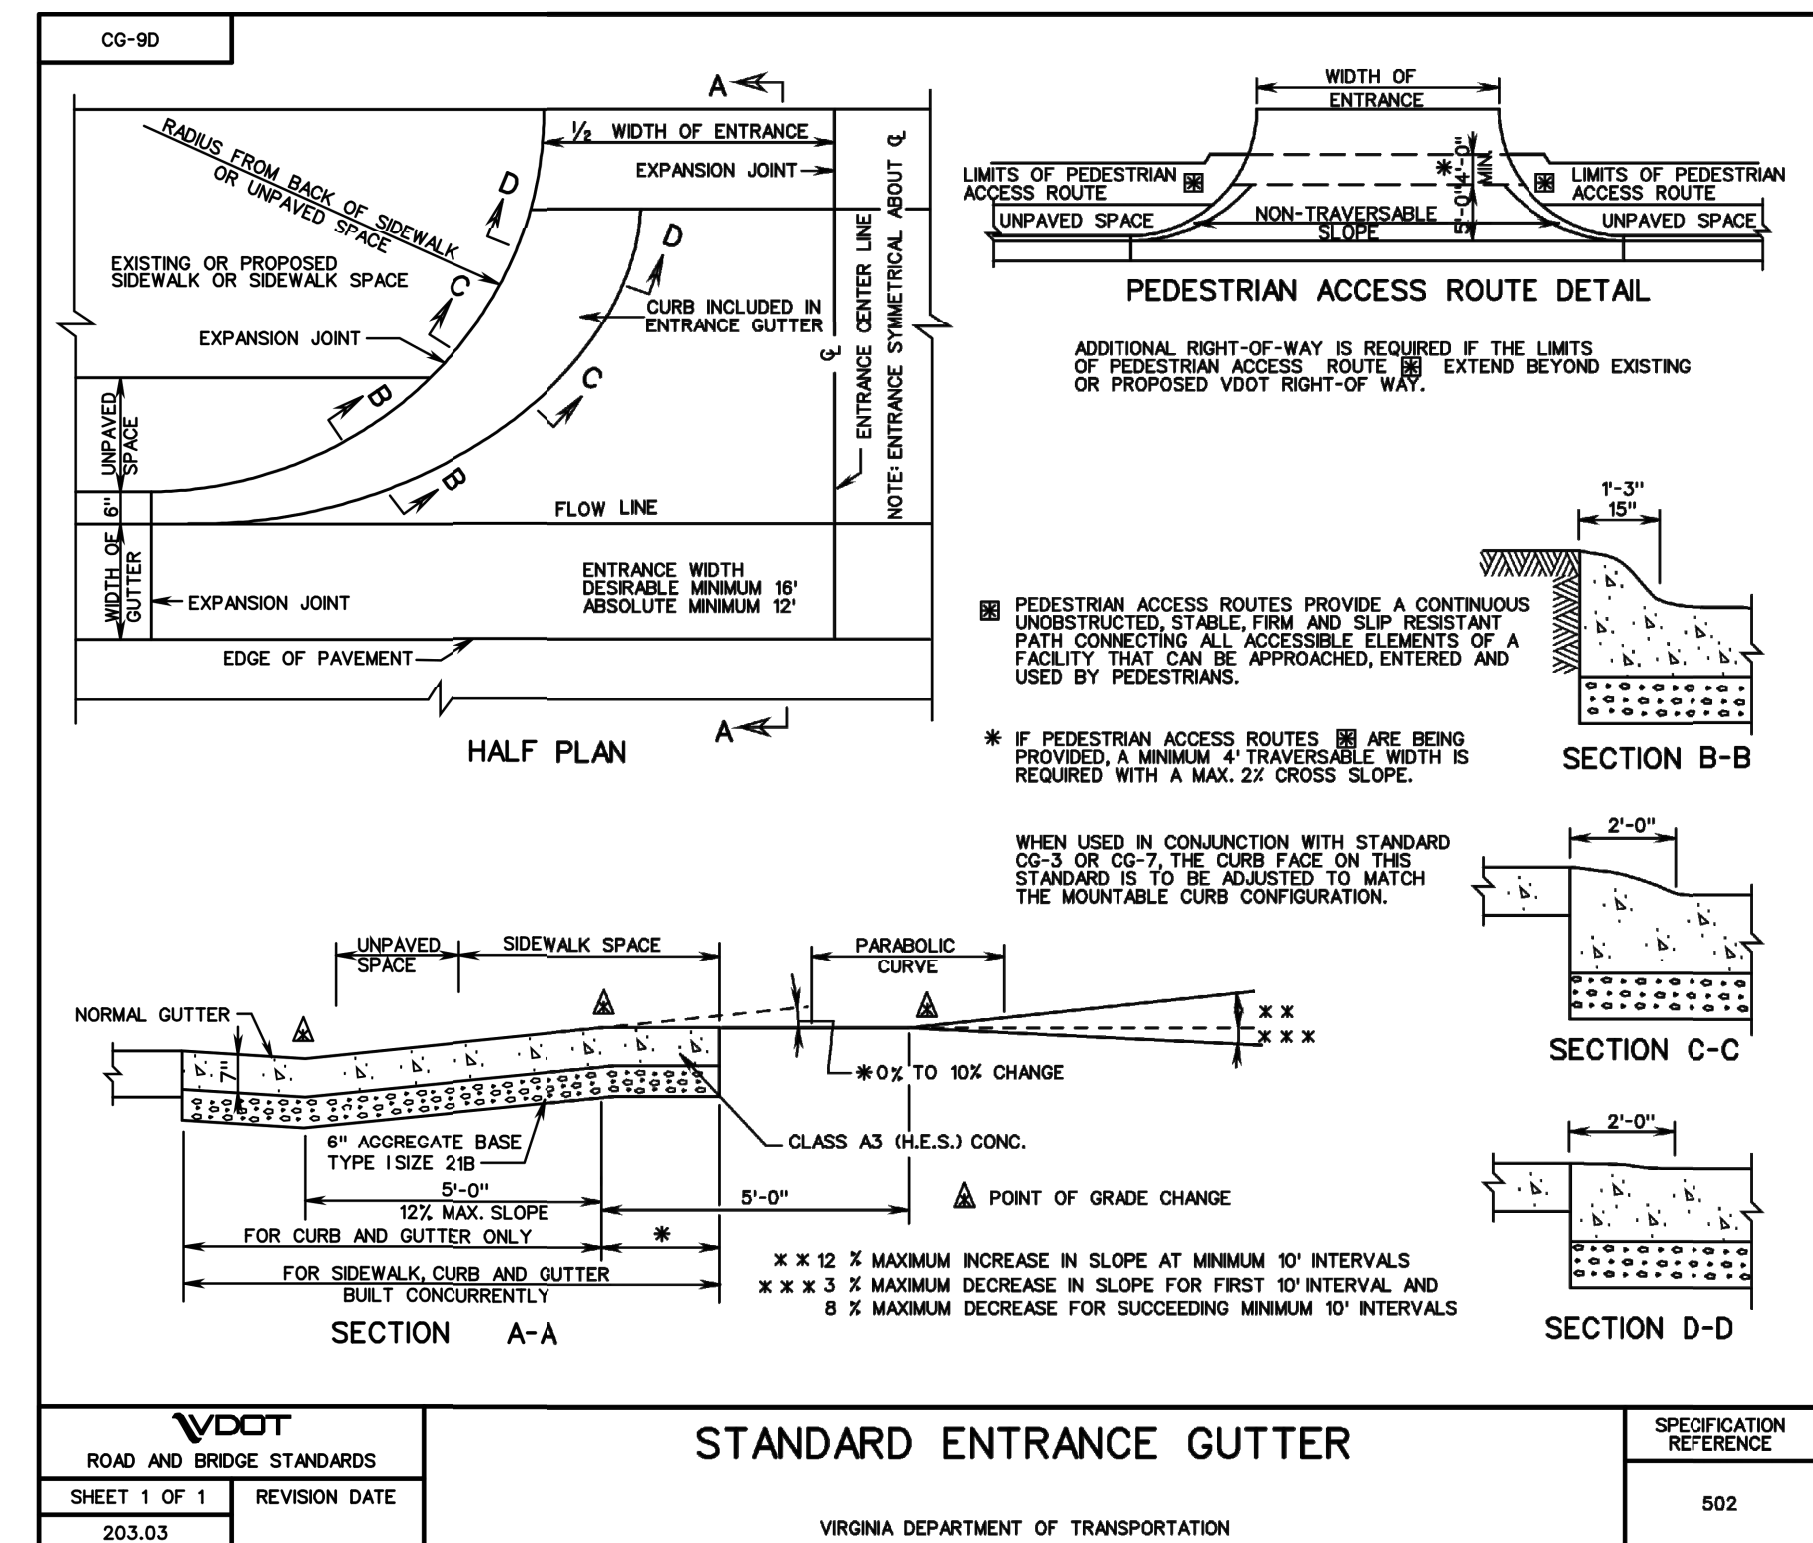 CG-9D
A
½ WIDTH OF ENTRANCE
EXPANSION JOINT
RADIUS FROM BACK OF SIDEWALK
OR UNPAVED SPACE
D
D
EXISTING OR PROPOSED
SIDEWALK OR SIDEWALK SPACE
C
CURB INCLUDED IN
ENTRANCE GUTTER
EXPANSION JOINT
C
B
B
UNPAVED
SPACE
6"
WIDTH OF
GUTTER
FLOW LINE
℄ ENTRANCE CENTER LINE
NOTE: ENTRANCE SYMMETRICAL ABOUT ℄
ENTRANCE WIDTH
DESIRABLE MINIMUM 16'
ABSOLUTE MINIMUM 12'
EXPANSION JOINT
EDGE OF PAVEMENT
A
HALF PLAN
WIDTH OF
ENTRANCE
LIMITS OF PEDESTRIAN
ACCESS ROUTE
* 4'-0"
MIN.
LIMITS OF PEDESTRIAN
ACCESS ROUTE
UNPAVED SPACE
NON-TRAVERSABLE
SLOPE
5'-0"
UNPAVED SPACE
PEDESTRIAN ACCESS ROUTE DETAIL
ADDITIONAL RIGHT-OF-WAY IS REQUIRED IF THE LIMITS
OF PEDESTRIAN ACCESS ROUTE EXTEND BEYOND EXISTING
OR PROPOSED VDOT RIGHT-OF WAY.
PEDESTRIAN ACCESS ROUTES PROVIDE A CONTINUOUS
UNOBSTRUCTED, STABLE, FIRM AND SLIP RESISTANT
PATH CONNECTING ALL ACCESSIBLE ELEMENTS OF A
FACILITY THAT CAN BE APPROACHED, ENTERED AND
USED BY PEDESTRIANS.
* IF PEDESTRIAN ACCESS ROUTES ARE BEING
PROVIDED, A MINIMUM 4' TRAVERSABLE WIDTH IS
REQUIRED WITH A MAX. 2% CROSS SLOPE.
WHEN USED IN CONJUNCTION WITH STANDARD
CG-3 OR CG-7, THE CURB FACE ON THIS
STANDARD IS TO BE ADJUSTED TO MATCH
THE MOUNTABLE CURB CONFIGURATION.
1'-3"
15"
SECTION B-B
2'-0"
SECTION C-C
2'-0"
SECTION D-D
UNPAVED
SPACE
SIDEWALK SPACE
PARABOLIC
CURVE
NORMAL GUTTER
7"
* *
* * *
* 0% TO 10% CHANGE
6" AGGREGATE BASE
TYPE I SIZE 21B
CLASS A3 (H.E.S.) CONC.
5'-0"
12% MAX. SLOPE
5'-0"
POINT OF GRADE CHANGE
FOR CURB AND GUTTER ONLY
*
FOR SIDEWALK, CURB AND GUTTER
BUILT CONCURRENTLY
SECTION A-A
* * 12 % MAXIMUM INCREASE IN SLOPE AT MINIMUM 10' INTERVALS
* * * 3 % MAXIMUM DECREASE IN SLOPE FOR FIRST 10' INTERVAL AND
8 % MAXIMUM DECREASE FOR SUCCEEDING MINIMUM 10' INTERVALS
VDOT
ROAD AND BRIDGE STANDARDS
SHEET 1 OF 1
REVISION DATE
203.03
STANDARD ENTRANCE GUTTER
VIRGINIA DEPARTMENT OF TRANSPORTATION
SPECIFICATION
REFERENCE
502